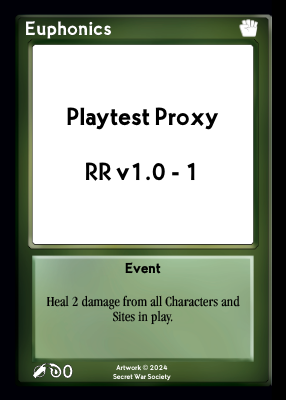 Euphonics
Playtest Proxy
RR v1.0 - 1
Event
Heal 2 damage from all Characters and
Sites in play.
0
Artwork © 2024
Secret War Society